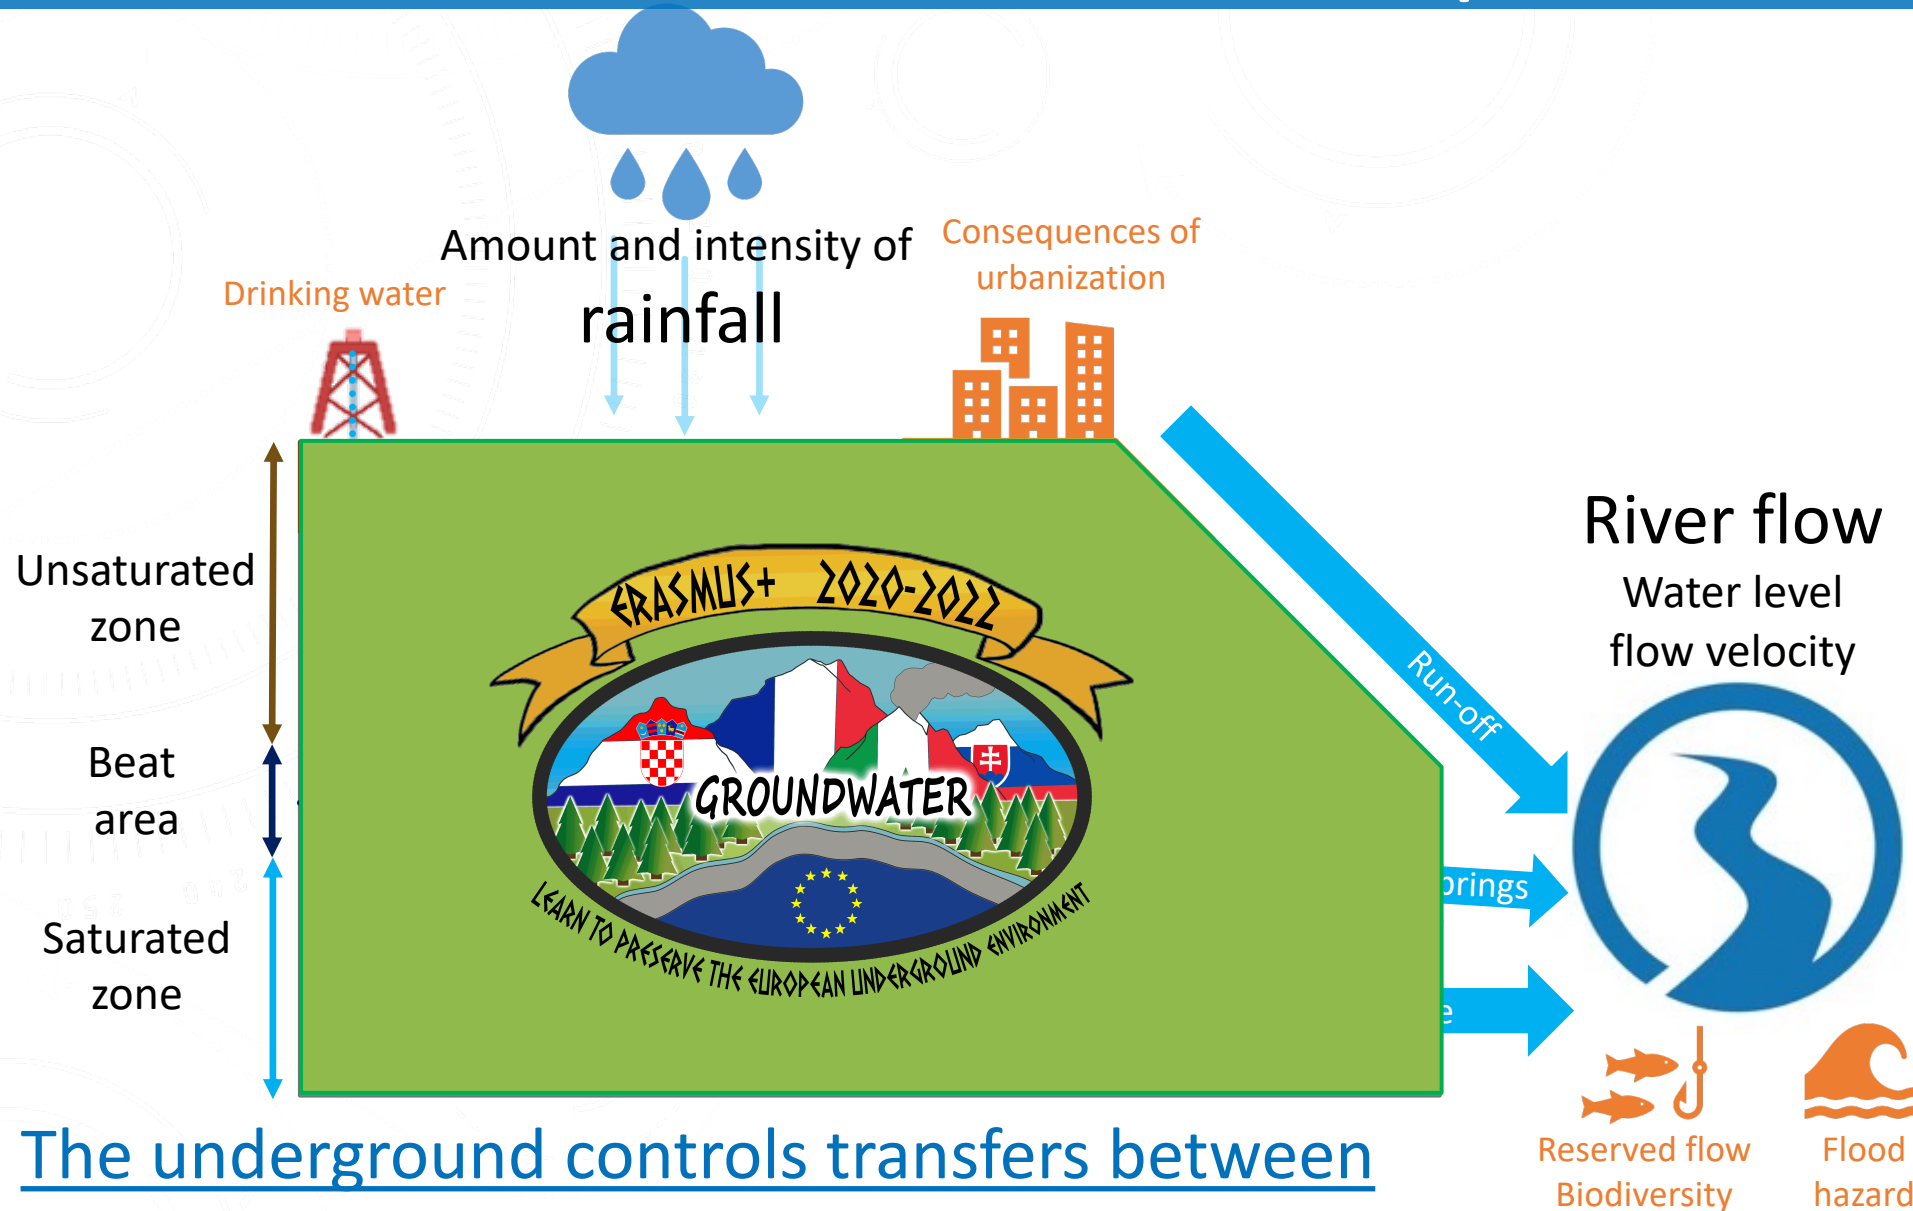 Amount and intensity of
rainfall
Consequences of
urbanization
Drinking water
River flow
Water level
flow velocity
Unsaturated
zone
Beat
area
Saturated
zone
ERASMUS+ 2020-2022
GROUNDWATER
LEARN TO PRESERVE THE EUROPEAN UNDERGROUND ENVIRONMENT
Run-off
prings
e
The underground controls transfers between
Reserved flow
Biodiversity
Flood
hazard